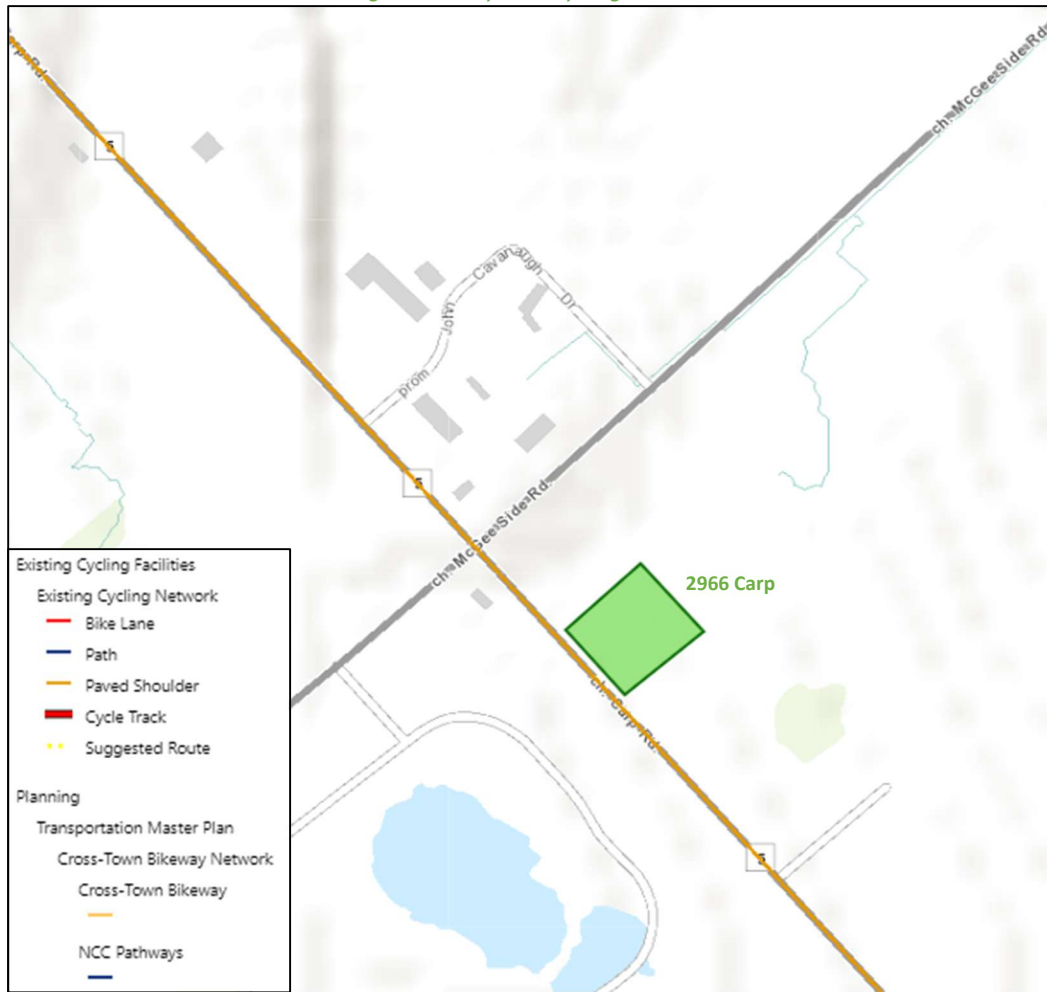 Carp Rd.
5
ch. McGee Side Rd.
Cavanaugh
John
Dr
prom
5
ch. McGee Side Rd.
2966 Carp
ch. Carp Rd.
5
Existing Cycling Facilities
Existing Cycling Network
Bike Lane
Path
Paved Shoulder
Cycle Track
Suggested Route
Planning
Transportation Master Plan
Cross-Town Bikeway Network
Cross-Town Bikeway
NCC Pathways